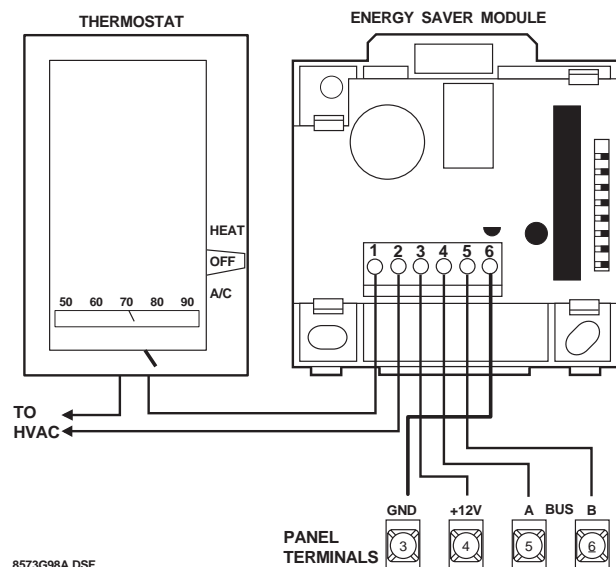 THERMOSTAT
ENERGY SAVER MODULE
HEAT
OFF
A/C
50 60 70 80 90
1 2 3 4 5 6
TO
HVAC
GND +12V A BUS B
PANEL
TERMINALS
3 4 5 6
8573G98A.DSF